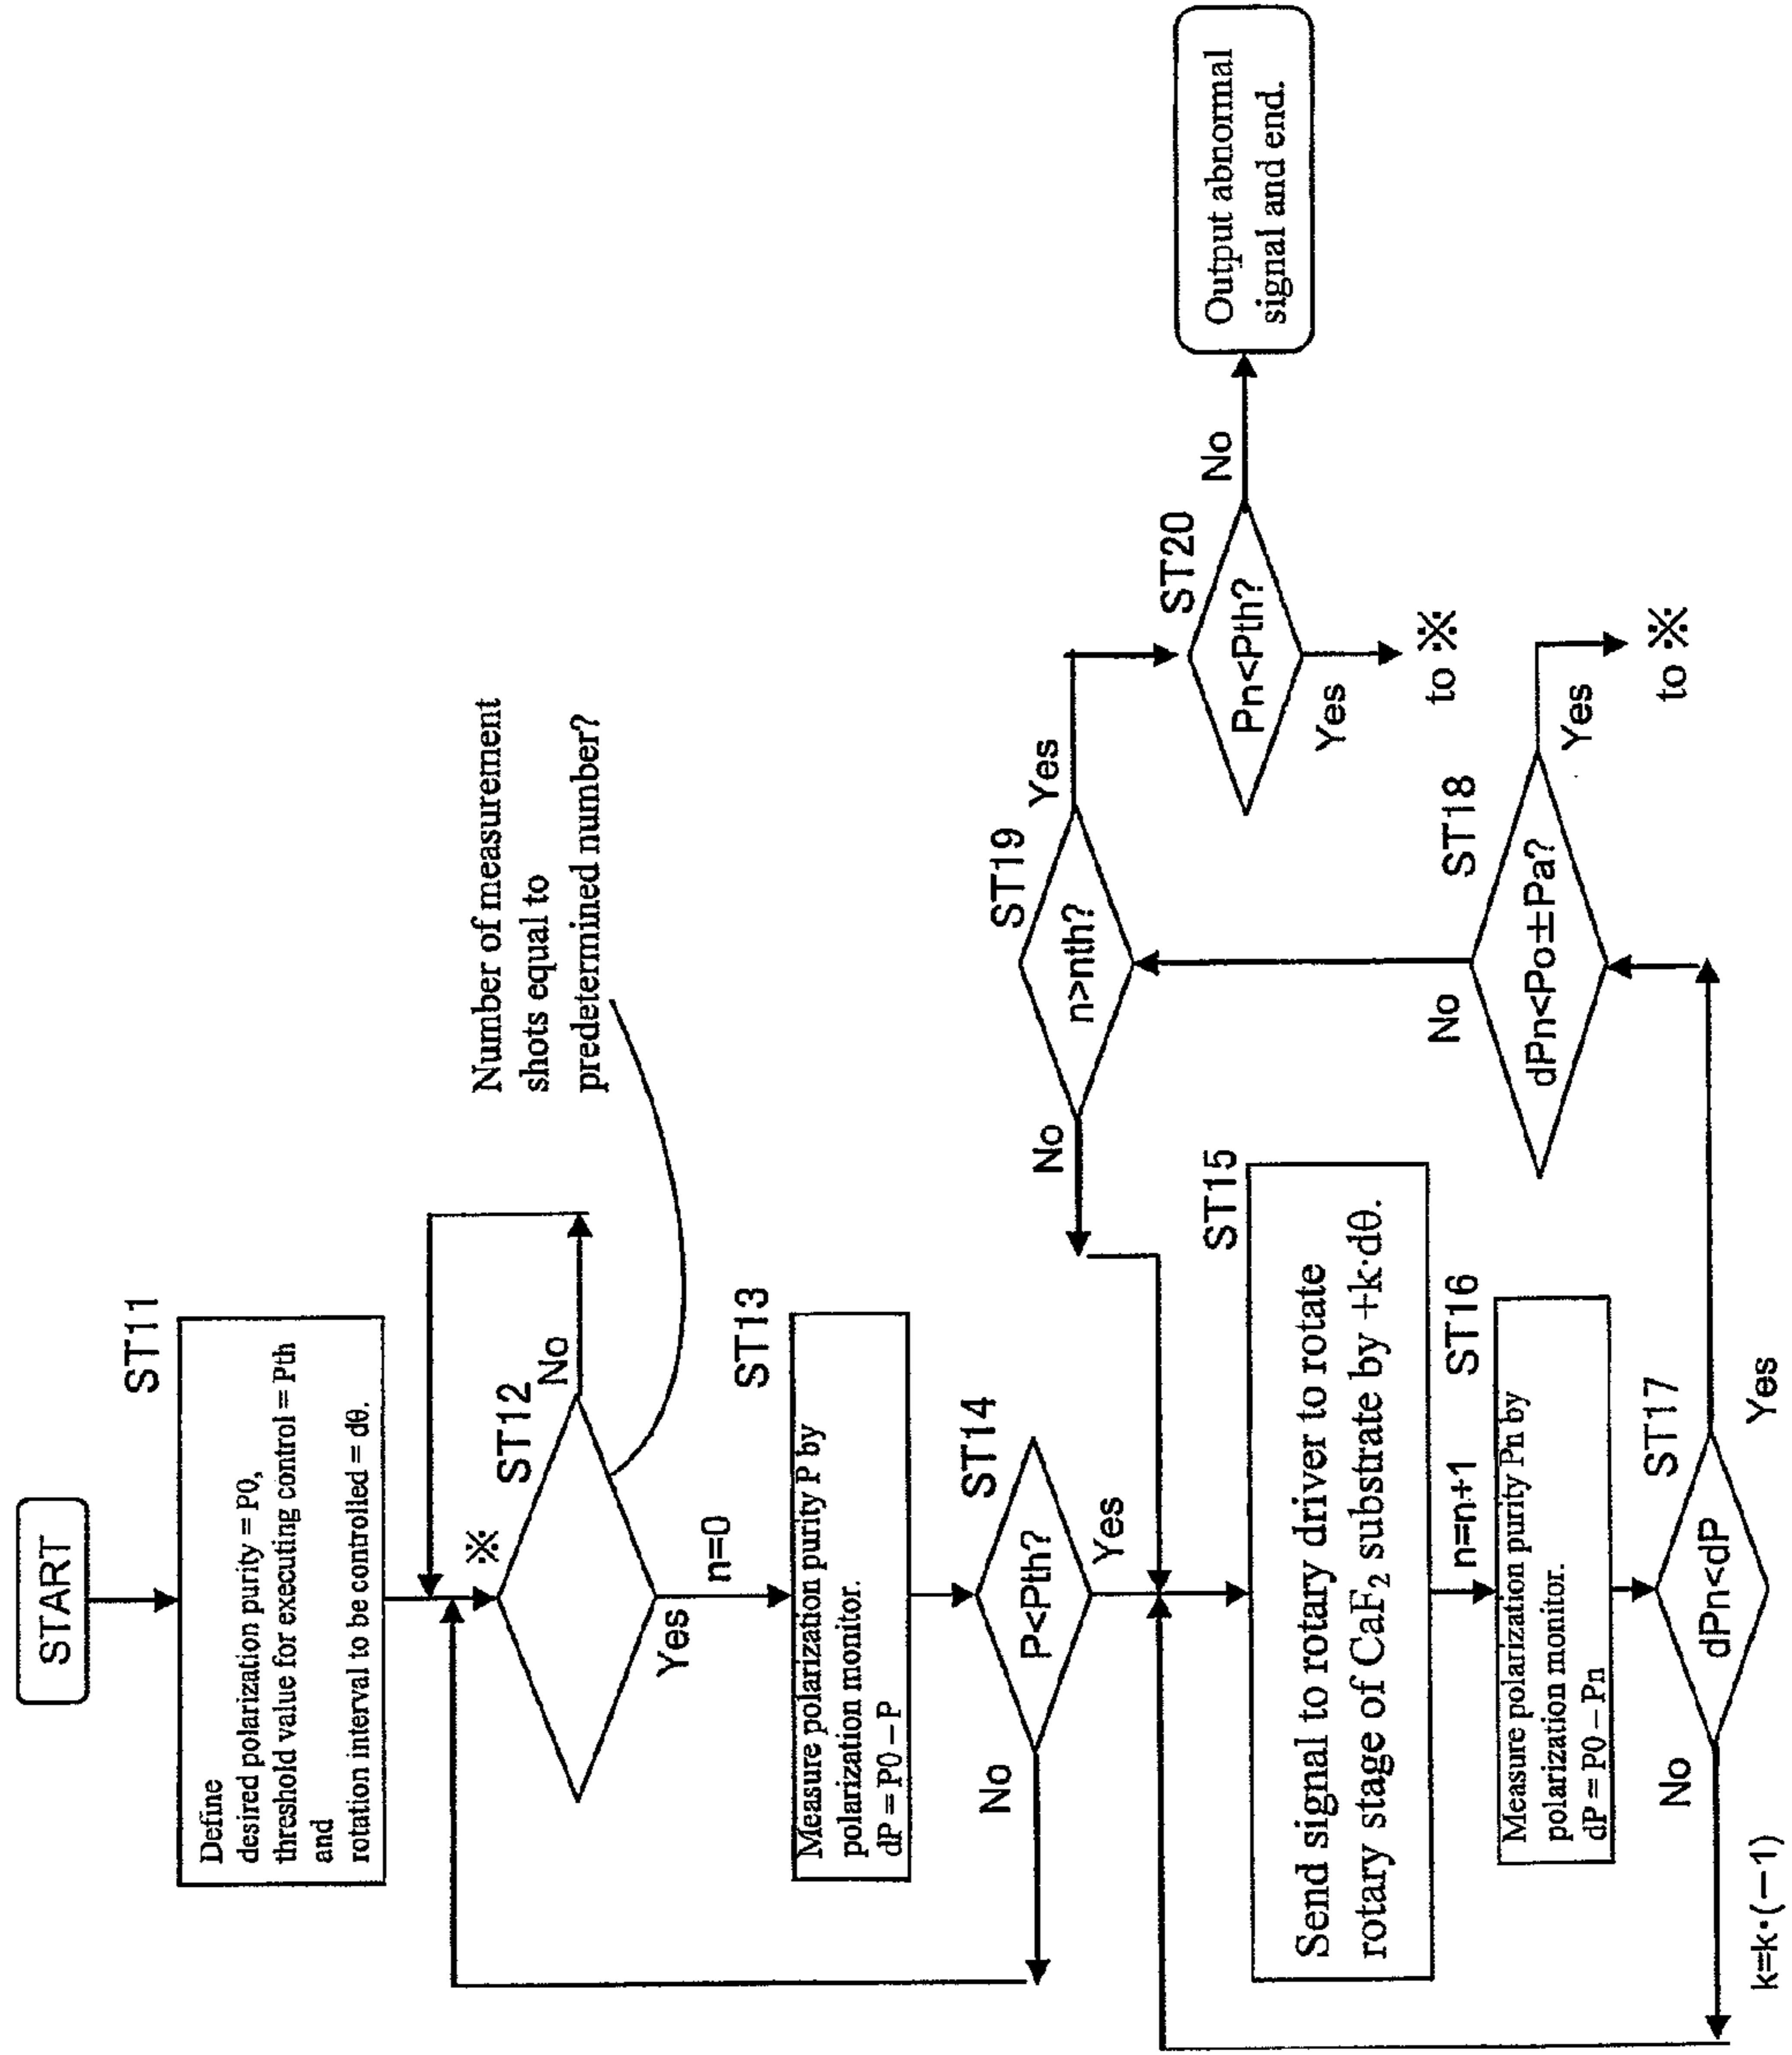 START
ST11
Define
desired polarization purity = P0,
threshold value for executing control = Pth
and
rotation interval to be controlled = dθ.
※
ST12
No
Number of measurement
shots equal to
predetermined number?
Yes
n=0
ST13
Measure polarization purity P by
polarization monitor.
dP = P0 – P
ST14
P<Pth?
No
Yes
ST15
Send signal to rotary driver to rotate
rotary stage of CaF₂ substrate by +k·dθ.
n=n+1
ST16
Measure polarization purity Pn by
polarization monitor.
dP = P0 – Pn
ST17
dPn<dP
No
k=k·(−1)
Yes
ST18
dPn<Po±Pa?
No
Yes
to ※
ST19
n>nth?
No
Yes
ST20
Pn<Pth?
Yes
to ※
No
Output abnormal
signal and end.